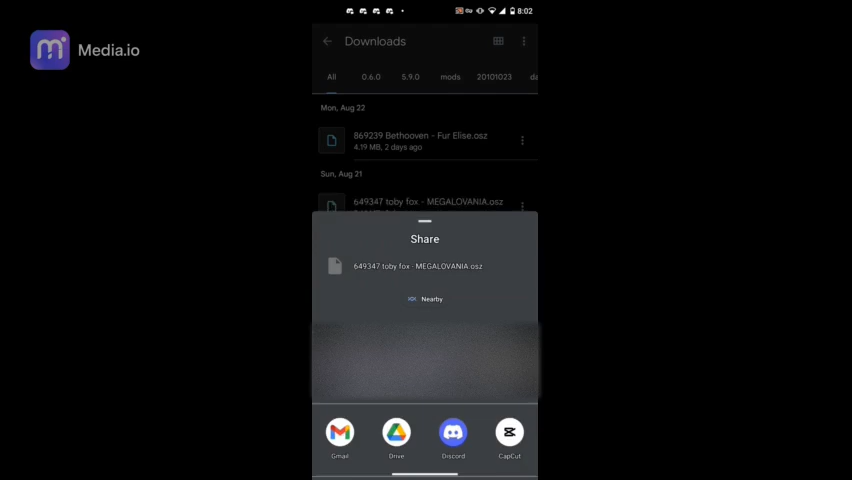 8:02
Media.io
Downloads
All 0.6.0 5.9.0 mods 20101023 da
Mon, Aug 22
869239 Bethooven - Fur Elise.osz
4.19 MB, 2 days ago
Sun, Aug 21
649347 toby fox - MEGALOVANIA.osz
Share
649347 toby fox - MEGALOVANIA.osz
Nearby
Gmail Drive Discord CapCut